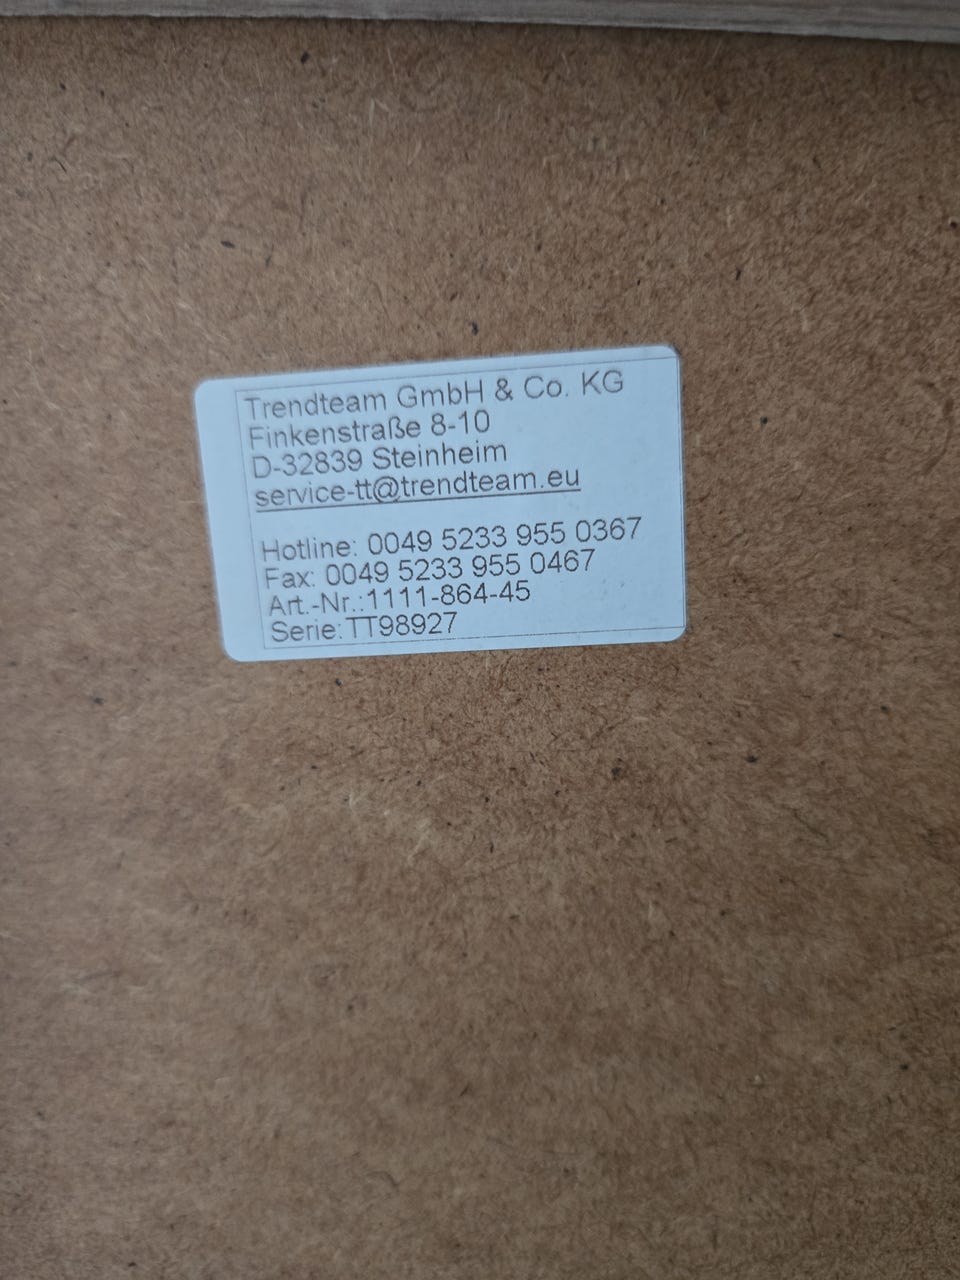 Trendteam GmbH & Co. KG
Finkenstraße 8-10
D-32839 Steinheim
service-tt@trendteam.eu
Hotline: 0049 5233 955 0367
Fax: 0049 5233 955 0467
Art.-Nr.:1111-864-45
Serie:TT98927